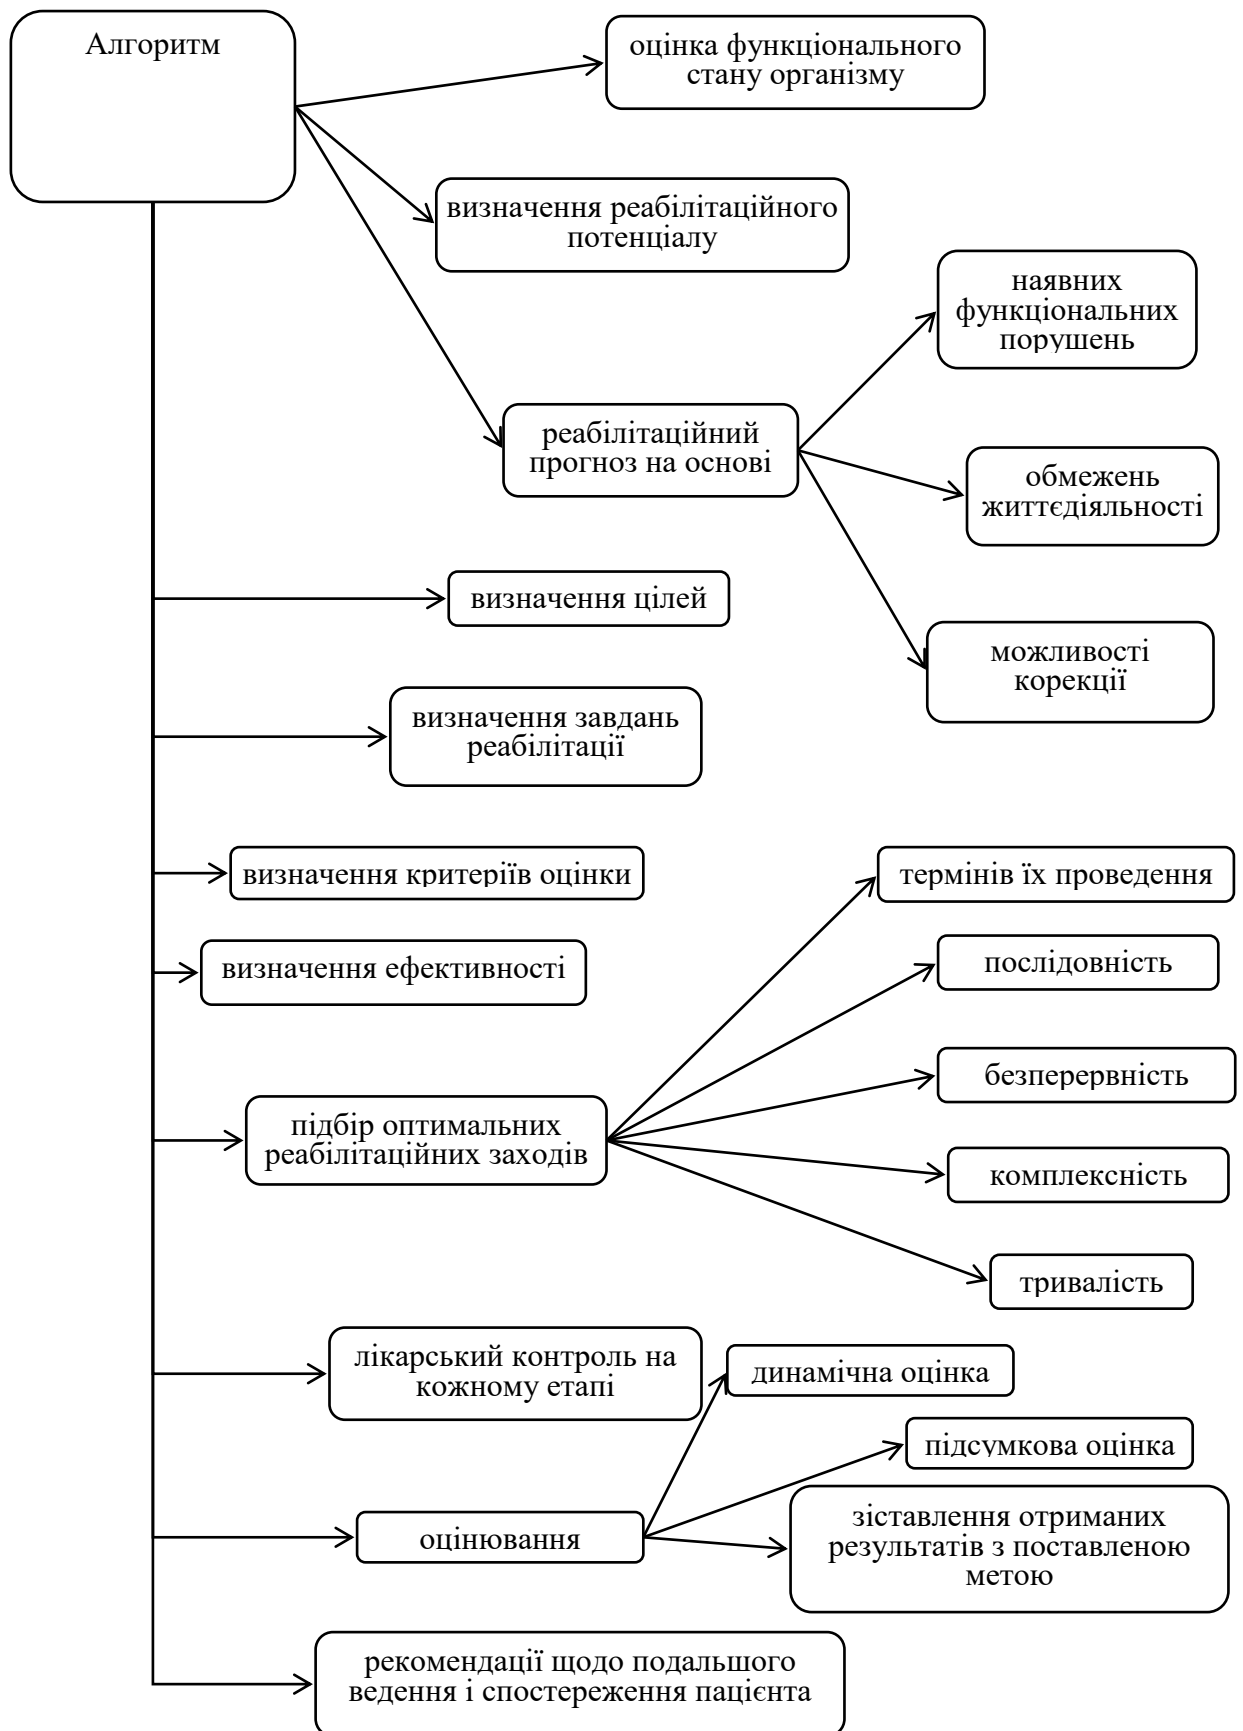 Алгоритм
оцінка функціонального
стану організму
визначення реабілітаційного
потенціалу
наявних
функціональних
порушень
реабілітаційний
прогноз на основі
обмежень
життєдіяльності
визначення цілей
можливості
корекції
визначення завдань
реабілітації
визначення критеріїв оцінки
термінів їх проведення
визначення ефективності
послідовність
безперервність
підбір оптимальних
реабілітаційних заходів
комплексність
тривалість
лікарський контроль на
кожному етапі
динамічна оцінка
підсумкова оцінка
оцінювання
зіставлення отриманих
результатів з поставленою
метою
рекомендації щодо подальшого
ведення і спостереження пацієнта